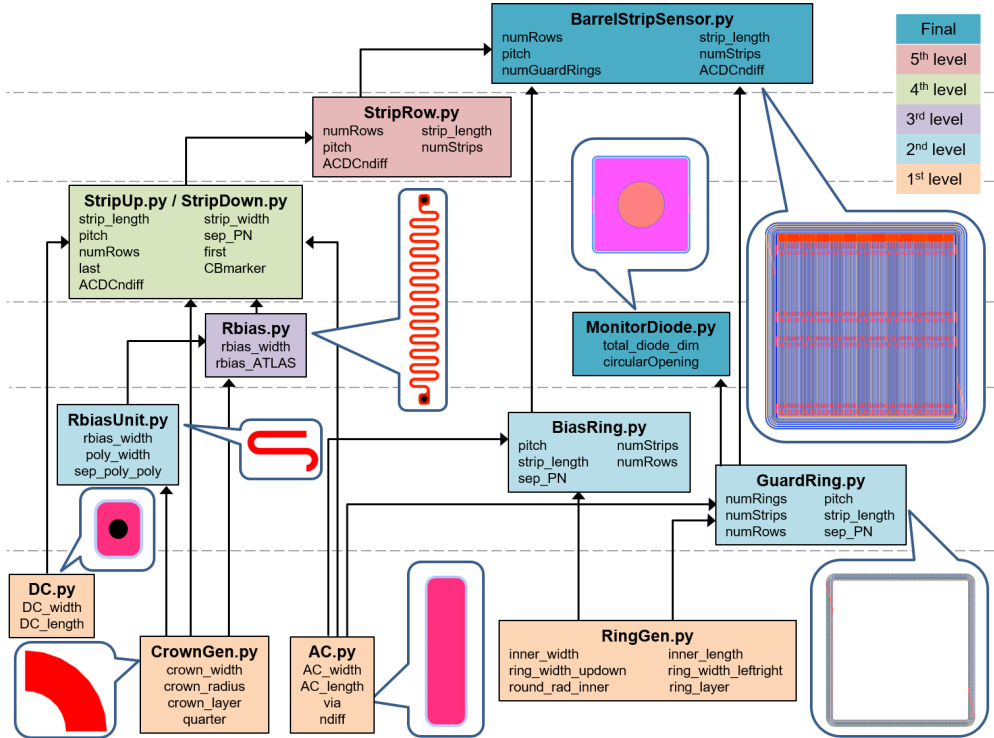 BarrelStripSensor.py
numRows strip_length
pitch numStrips
numGuardRings ACDCndiff
Final
5th level
4th level
3rd level
2nd level
1st level
StripRow.py
numRows strip_length
pitch numStrips
ACDCndiff
StripUp.py / StripDown.py
strip_length strip_width
pitch sep_PN
numRows first
last CBmarker
ACDCndiff
Rbias.py
rbias_width
rbias_ATLAS
MonitorDiode.py
total_diode_dim
circularOpening
RbiasUnit.py
rbias_width
poly_width
sep_poly_poly
BiasRing.py
pitch numStrips
strip_length numRows
sep_PN
GuardRing.py
numRings pitch
numStrips strip_length
numRows sep_PN
DC.py
DC_width
DC_length
CrownGen.py
crown_width
crown_radius
crown_layer
quarter
AC.py
AC_width
AC_length
via
ndiff
RingGen.py
inner_width inner_length
ring_width_updown ring_width_leftright
round_rad_inner ring_layer